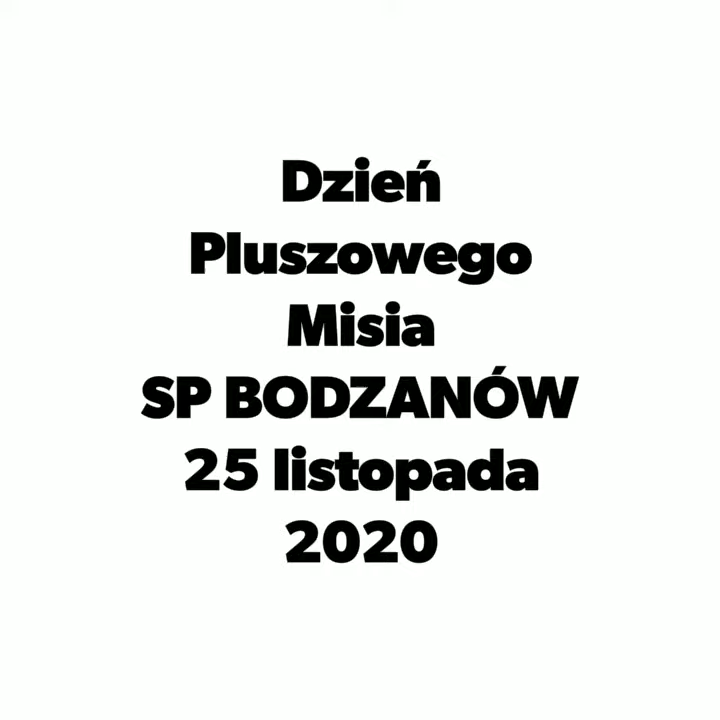 Dzień
Pluszowego
Misia
SP BODZANÓW
25 listopada
2020